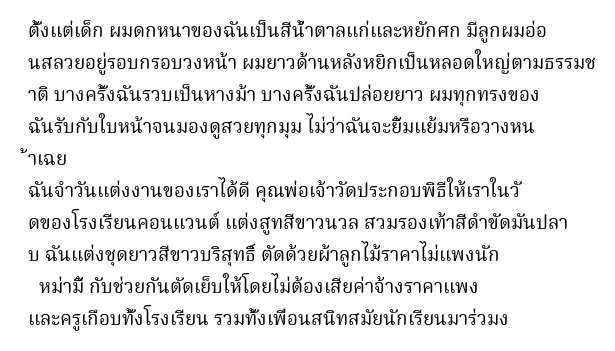 ตั้งแต่เด็ก ผมดกหนาของฉันเป็นสีน้ำตาลแก่และหยักศก มีลูกผมอ่อ
นสลวยอยู่รอบกรอบวงหน้า ผมยาวด้านหลังหยิกเป็นหลอดใหญ่ตามธรรมช
าติ บางครั้งฉันรวบเป็นหางม้า บางครั้งฉันปล่อยยาว ผมทุกทรงของ
ฉันรับกับใบหน้าจนมองดูสวยทุกมุม ไม่ว่าฉันจะยิ้มแย้มหรือวางหน
้าเฉย
ฉันจำวันแต่งงานของเราได้ดี คุณพ่อเจ้าวัดประกอบพิธีให้เราในวั
ดของโรงเรียนคอนแวนต์ แต่งสูทสีขาวนวล สวมรองเท้าสีดำขัดมันปลา
บ ฉันแต่งชุดยาวสีขาวบริสุทธิ์ ตัดด้วยผ้าลูกไม้ราคาไม่แพงนัก
หม่ามี้ กับช่วยกันตัดเย็บให้โดยไม่ต้องเสียค่าจ้างราคาแพง
และครูเกือบทั้งโรงเรียน รวมทั้งเพื่อนสนิทสมัยนักเรียนมาร่วมง